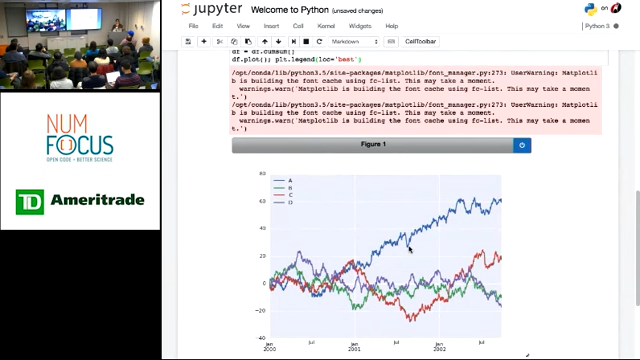 jupyter Welcome to Python (unsaved changes)
File Edit View Insert Cell Kernel Widgets Help
Python 3
Markdown CellToolbar
df = df.cumsum()
df.plot(); plt.legend(loc='best')
/opt/conda/lib/python3.5/site-packages/matplotlib/font_manager.py:273: UserWarning: Matplotli
b is building the font cache using fc-list. This may take a moment.
warnings.warn('Matplotlib is building the font cache using fc-list. This may take a momen
t.')
/opt/conda/lib/python3.5/site-packages/matplotlib/font_manager.py:273: UserWarning: Matplotli
b is building the font cache using fc-list. This may take a moment.
warnings.warn('Matplotlib is building the font cache using fc-list. This may take a momen
t.')
Figure 1
NUM
FOCUS
OPEN CODE = BETTER SCIENCE
TD Ameritrade
A
B
C
D
80
60
40
20
0
−20
−40
Jan
2000
Jul
Jan
2001
Jul
Jan
2002
Jul